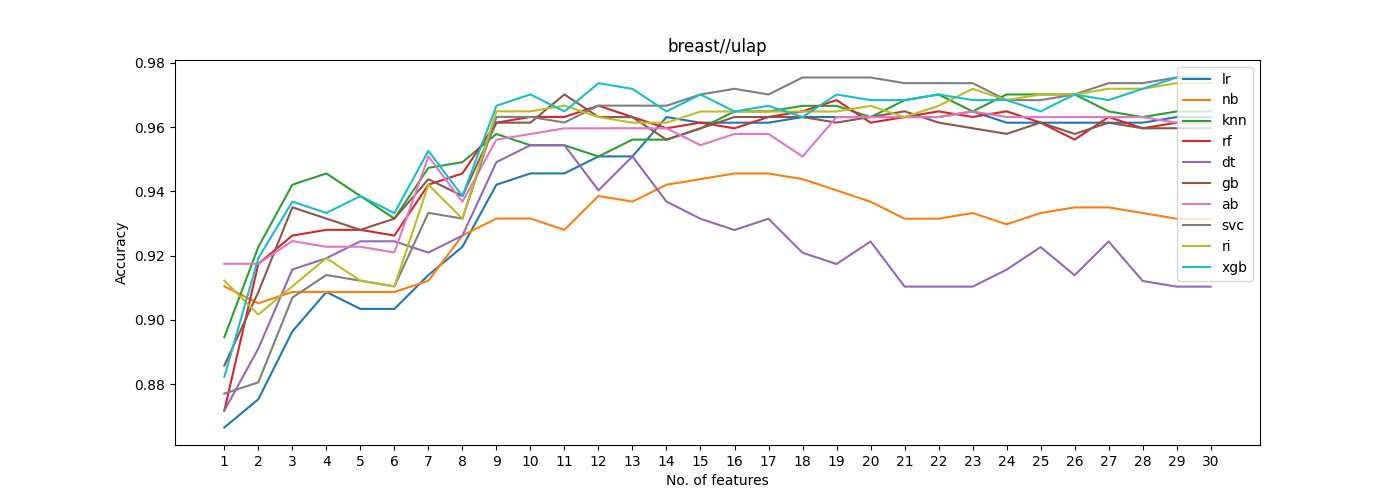 breast//ulap
0.98
0.96
0.94
0.92
0.90
0.88
Accuracy
1 2 3 4 5 6 7 8 9 10 11 12 13 14 15 16 17 18 19 20 21 22 23 24 25 26 27 28 29 30
No. of features
lr
nb
knn
rf
dt
gb
ab
svc
ri
xgb